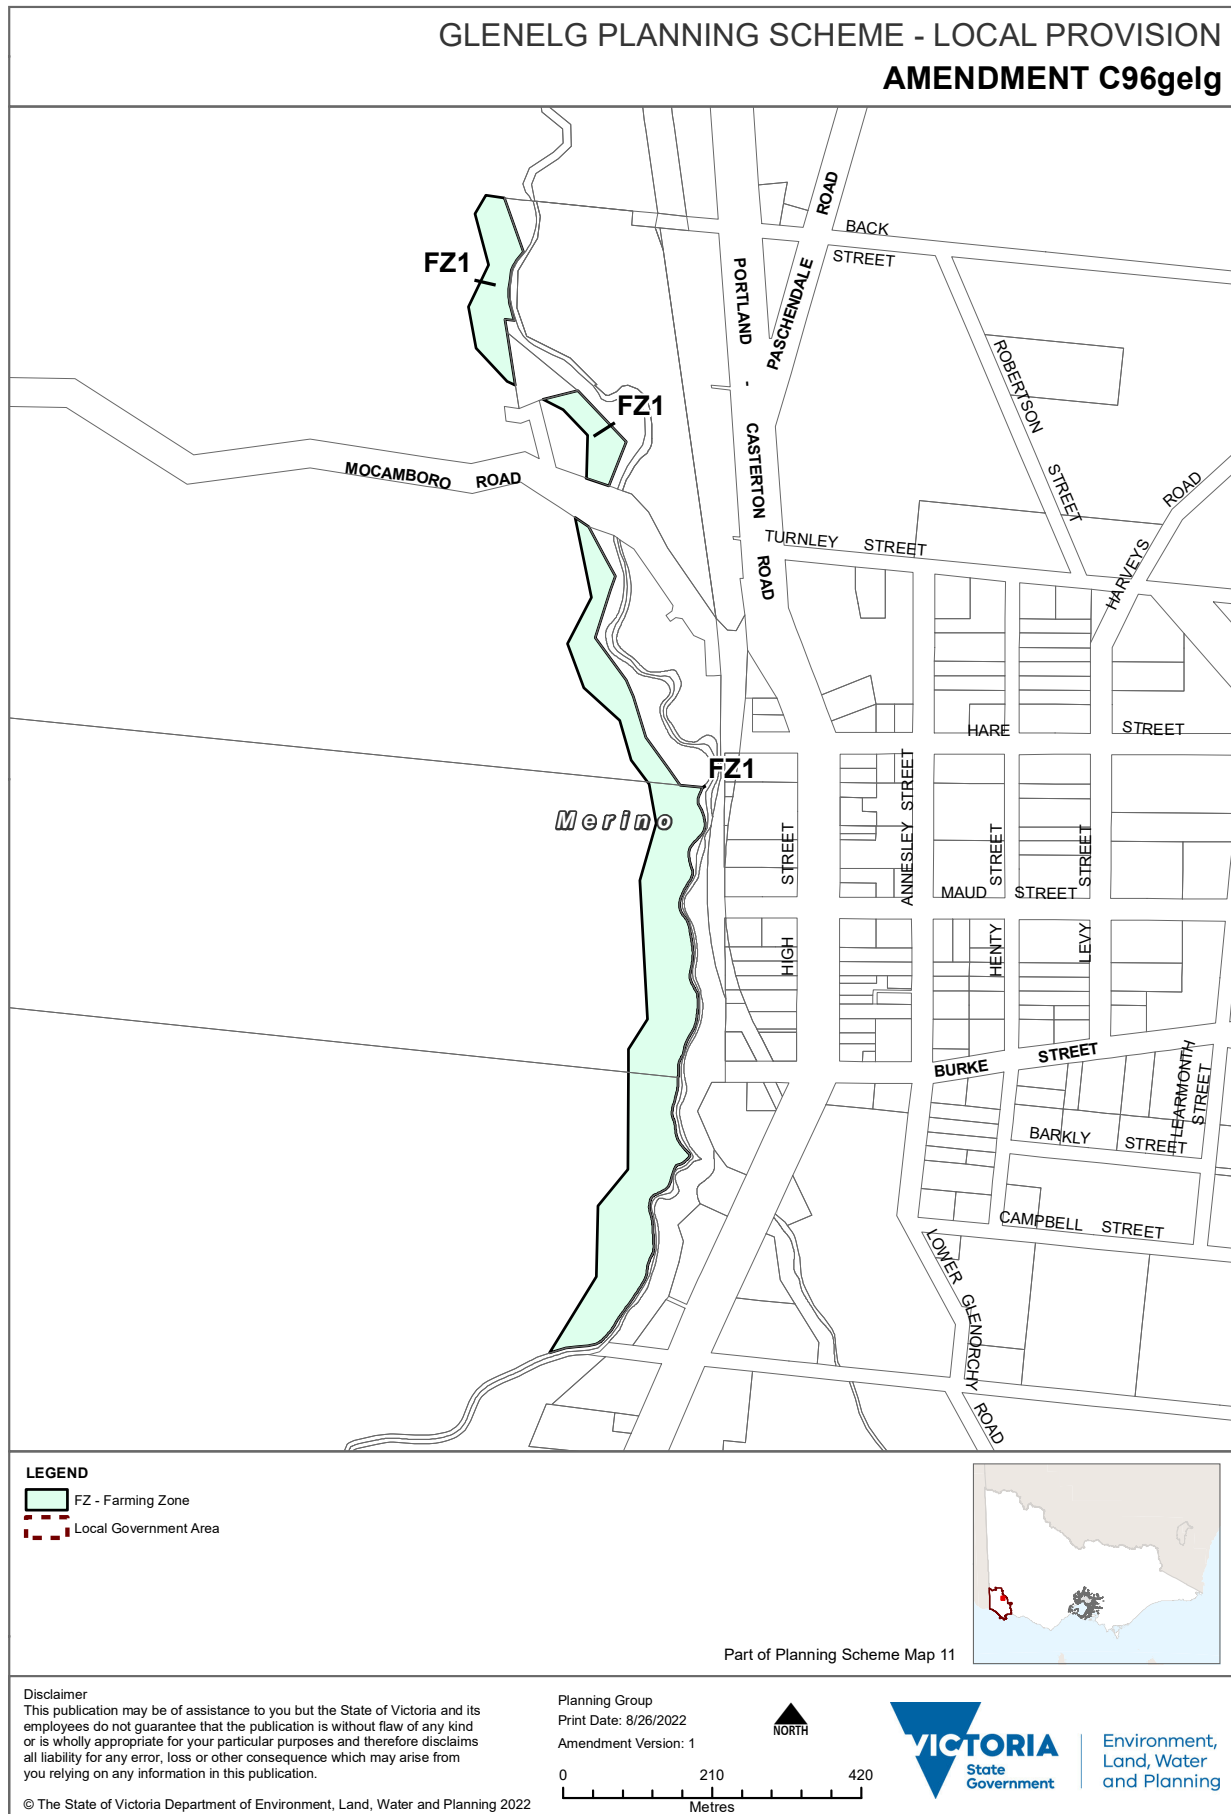 GLENELG PLANNING SCHEME - LOCAL PROVISION
AMENDMENT C96gelg
FZ1
FZ1
FZ1
Merino
MOCAMBORO ROAD
PORTLAND - CASTERTON ROAD
PASCHENDALE ROAD
BACK STREET
ROBERTSON STREET
HARVEYS ROAD
TURNLEY STREET
HARE STREET
ANNESLEY STREET
HIGH STREET
HENTY STREET
LEVY STREET
MAUD STREET
BURKE STREET
LEARMONTH STREET
BARKLY STREET
CAMPBELL STREET
LOWER GLENORCHY ROAD
LEGEND
FZ - Farming Zone
Local Government Area
Part of Planning Scheme Map 11
Disclaimer
This publication may be of assistance to you but the State of Victoria and its
employees do not guarantee that the publication is without flaw of any kind
or is wholly appropriate for your particular purposes and therefore disclaims
all liability for any error, loss or other consequence which may arise from
you relying on any information in this publication.
© The State of Victoria Department of Environment, Land, Water and Planning 2022
Planning Group
Print Date: 8/26/2022
Amendment Version: 1
0 210 420
Metres
NORTH
VICTORIA
State
Government
Environment,
Land, Water
and Planning